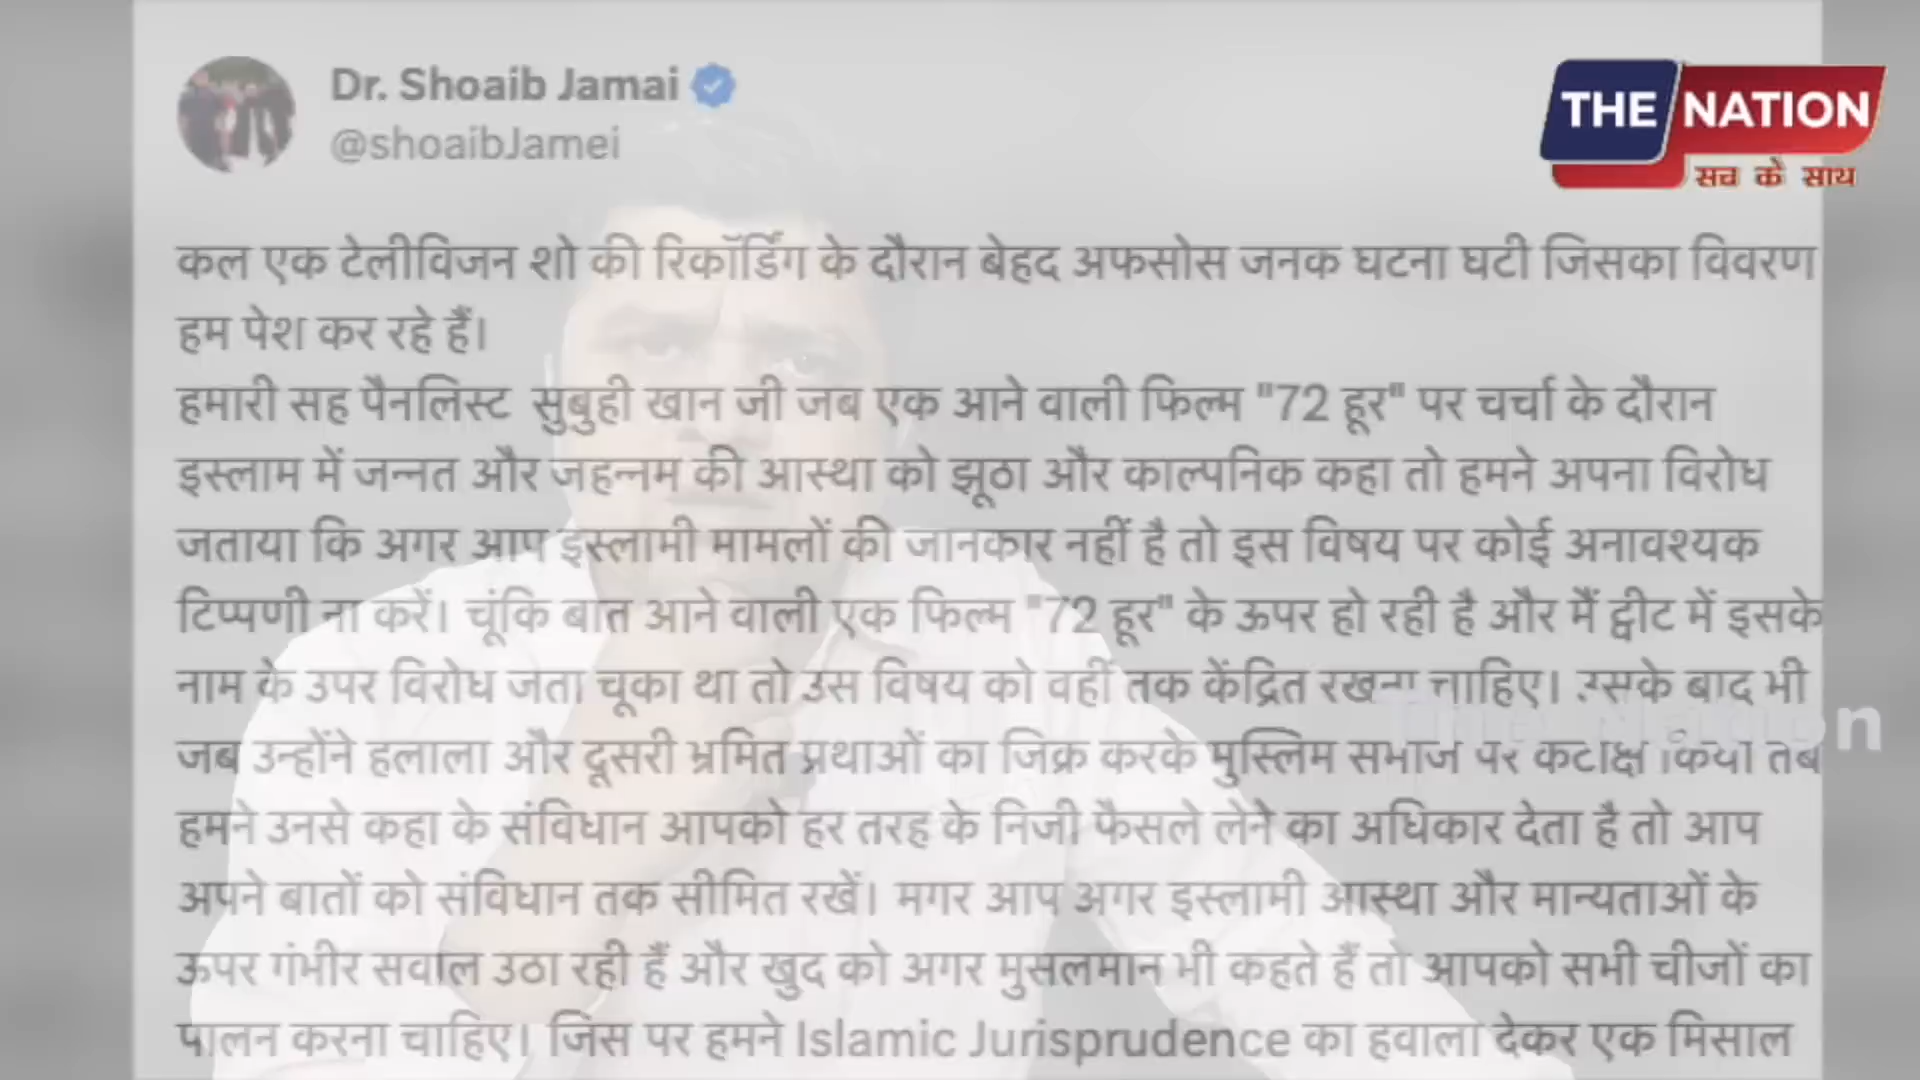 Dr. Shoaib Jamai
@shoaibJamei
THE NATION
सच के साथ
कल एक टेलीविजन शो की रिकॉर्डिंग के दौरान बेहद अफसोस जनक घटना घटी जिसका विवरण
हम पेश कर रहे हैं।
हमारी सह पैनलिस्ट सुबुही खान जी जब एक आने वाली फिल्म "72 हूर" पर चर्चा के दौरान
इस्लाम में जन्नत और जहन्नम की आस्था को झूठा और काल्पनिक कहा तो हमने अपना विरोध
जताया कि अगर आप इस्लामी मामलों की जानकार नहीं है तो इस विषय पर कोई अनावश्यक
टिप्पणी ना करें। चूंकि बात आने वाली एक फिल्म "72 हूर" के ऊपर हो रही है और मैं ट्वीट में इसके
नाम के उपर विरोध जता चूका था तो उस विषय को वहीं तक केंद्रित रखना चाहिए। इसके बाद भी
The Nation
जब उन्होंने हलाला और दूसरी भ्रमित प्रथाओं का जिक्र करके मुस्लिम समाज पर कटाक्ष किया तब
हमने उनसे कहा के संविधान आपको हर तरह के निजी फैसले लेने का अधिकार देता है तो आप
अपने बातों को संविधान तक सीमित रखें। मगर आप अगर इस्लामी आस्था और मान्यताओं के
ऊपर गंभीर सवाल उठा रही हैं और खुद को अगर मुसलमान भी कहते हैं तो आपको सभी चीजों का
पालन करना चाहिए। जिस पर हमने Islamic Jurisprudence का हवाला देकर एक मिसाल